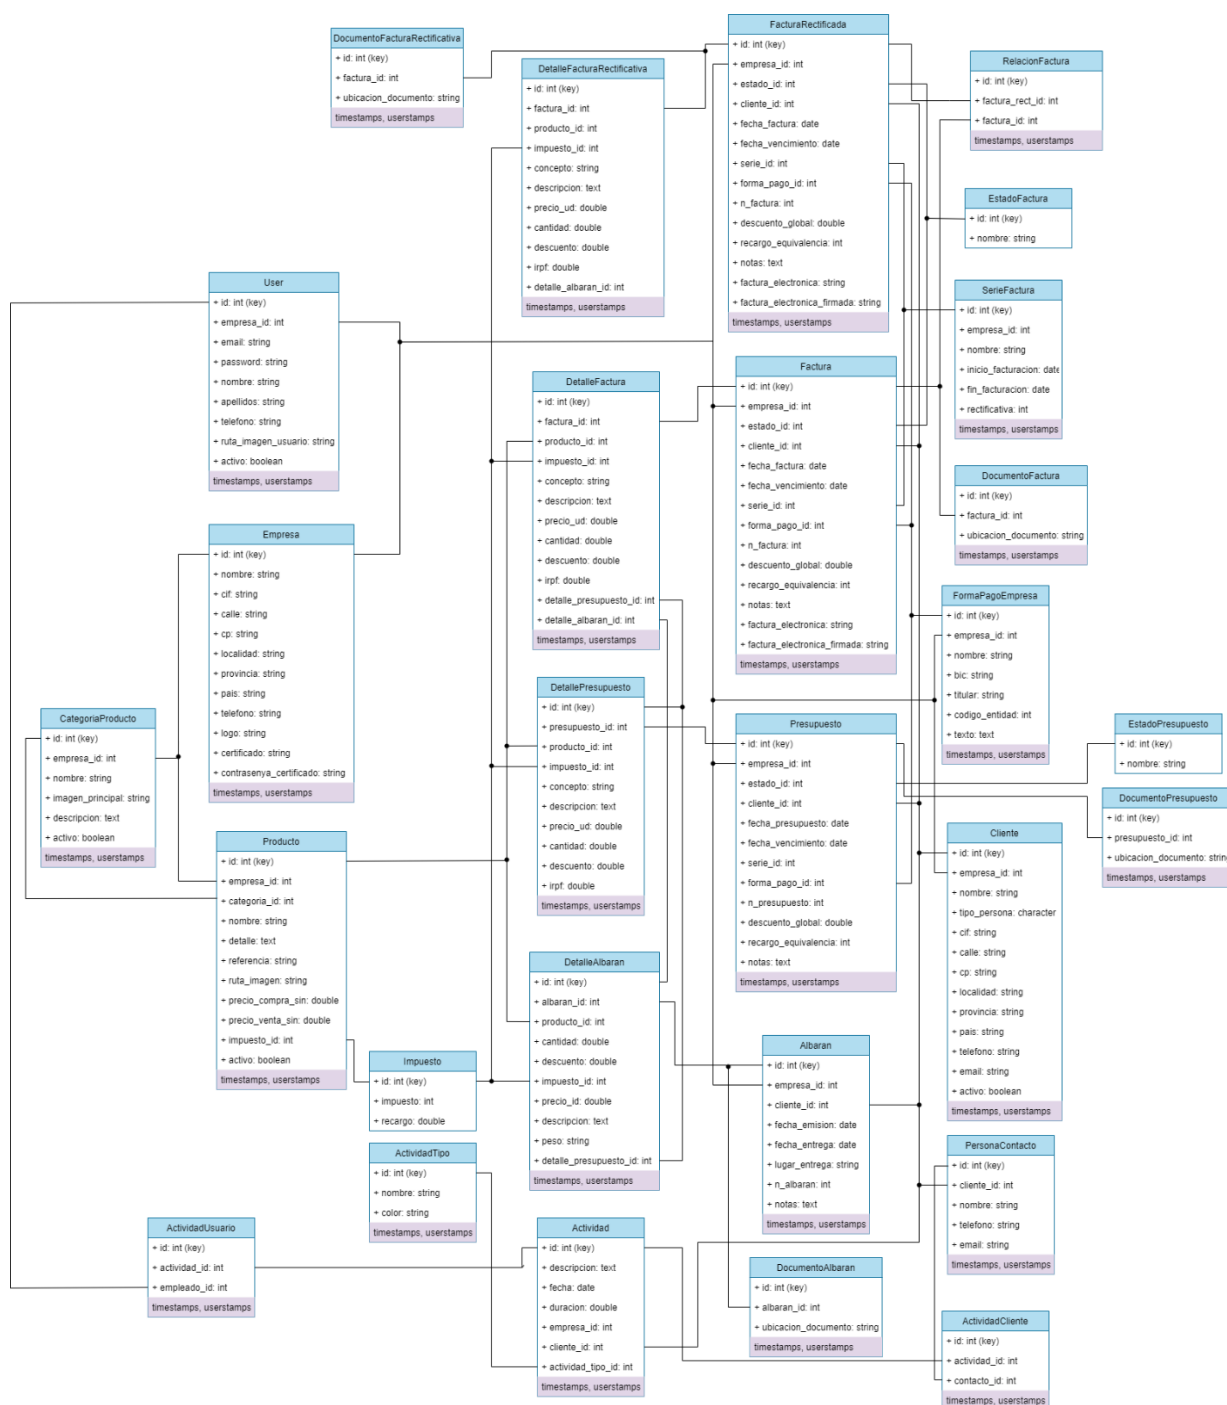 DocumentoFacturaRectificativa
+ id: int (key)
+ factura_id: int
+ ubicacion_documento: string
timestamps, userstamps
DetalleFacturaRectificativa
+ id: int (key)
+ factura_id: int
+ producto_id: int
+ impuesto_id: int
+ concepto: string
+ descripcion: text
+ precio_ud: double
+ cantidad: double
+ descuento: double
+ irpf: double
+ detalle_albaran_id: int
timestamps, userstamps
FacturaRectificada
+ id: int (key)
+ empresa_id: int
+ estado_id: int
+ cliente_id: int
+ fecha_factura: date
+ fecha_vencimiento: date
+ serie_id: int
+ forma_pago_id: int
+ n_factura: int
+ descuento_global: double
+ recargo_equivalencia: int
+ notas: text
+ factura_electronica: string
+ factura_electronica_firmada: string
timestamps, userstamps
RelacionFactura
+ id: int (key)
+ factura_rect_id: int
+ factura_id: int
timestamps, userstamps
EstadoFactura
+ id: int (key)
+ nombre: string
User
+ id: int (key)
+ empresa_id: int
+ email: string
+ password: string
+ nombre: string
+ apellidos: string
+ telefono: string
+ ruta_imagen_usuario: string
+ activo: boolean
timestamps, userstamps
SerieFactura
+ id: int (key)
+ empresa_id: int
+ nombre: string
+ inicio_facturacion: date
+ fin_facturacion: date
+ rectificativa: int
timestamps, userstamps
DetalleFactura
+ id: int (key)
+ factura_id: int
+ producto_id: int
+ impuesto_id: int
+ concepto: string
+ descripcion: text
+ precio_ud: double
+ cantidad: double
+ descuento: double
+ irpf: double
+ detalle_presupuesto_id: int
+ detalle_albaran_id: int
timestamps, userstamps
Factura
+ id: int (key)
+ empresa_id: int
+ estado_id: int
+ cliente_id: int
+ fecha_factura: date
+ fecha_vencimiento: date
+ serie_id: int
+ forma_pago_id: int
+ n_factura: int
+ descuento_global: double
+ recargo_equivalencia: int
+ notas: text
+ factura_electronica: string
+ factura_electronica_firmada: string
timestamps, userstamps
DocumentoFactura
+ id: int (key)
+ factura_id: int
+ ubicacion_documento: string
timestamps, userstamps
Empresa
+ id: int (key)
+ nombre: string
+ cif: string
+ calle: string
+ cp: string
+ localidad: string
+ provincia: string
+ pais: string
+ telefono: string
+ logo: string
+ certificado: string
+ contrasenya_certificado: string
timestamps, userstamps
FormaPagoEmpresa
+ id: int (key)
+ empresa_id: int
+ nombre: string
+ bic: string
+ titular: string
+ codigo_entidad: int
+ texto: text
timestamps, userstamps
CategoriaProducto
+ id: int (key)
+ empresa_id: int
+ nombre: string
+ imagen_principal: string
+ descripcion: text
+ activo: boolean
timestamps, userstamps
DetallePresupuesto
+ id: int (key)
+ presupuesto_id: int
+ producto_id: int
+ impuesto_id: int
+ concepto: string
+ descripcion: text
+ precio_ud: double
+ cantidad: double
+ descuento: double
+ irpf: double
timestamps, userstamps
Presupuesto
+ id: int (key)
+ empresa_id: int
+ estado_id: int
+ cliente_id: int
+ fecha_presupuesto: date
+ fecha_vencimiento: date
+ serie_id: int
+ forma_pago_id: int
+ n_presupuesto: int
+ descuento_global: double
+ recargo_equivalencia: int
+ notas: text
timestamps, userstamps
EstadoPresupuesto
+ id: int (key)
+ nombre: string
DocumentoPresupuesto
+ id: int (key)
+ presupuesto_id: int
+ ubicacion_documento: string
timestamps, userstamps
Producto
+ id: int (key)
+ empresa_id: int
+ categoria_id: int
+ nombre: string
+ detalle: text
+ referencia: string
+ ruta_imagen: string
+ precio_compra_sin: double
+ precio_venta_sin: double
+ impuesto_id: int
+ activo: boolean
timestamps, userstamps
Cliente
+ id: int (key)
+ empresa_id: int
+ nombre: string
+ tipo_persona: character
+ cif: string
+ calle: string
+ cp: string
+ localidad: string
+ provincia: string
+ pais: string
+ telefono: string
+ email: string
+ activo: boolean
timestamps, userstamps
DetalleAlbaran
+ id: int (key)
+ albaran_id: int
+ producto_id: int
+ cantidad: double
+ descuento: double
+ impuesto_id: int
+ precio_id: double
+ descripcion: text
+ peso: string
+ detalle_presupuesto_id: int
timestamps, userstamps
Albaran
+ id: int (key)
+ empresa_id: int
+ cliente_id: int
+ fecha_emision: date
+ fecha_entrega: date
+ lugar_entrega: string
+ n_albaran: int
+ notas: text
timestamps, userstamps
Impuesto
+ id: int (key)
+ impuesto: int
+ recargo: double
ActividadTipo
+ id: int (key)
+ nombre: string
+ color: string
timestamps, userstamps
PersonaContacto
+ id: int (key)
+ cliente_id: int
+ nombre: string
+ telefono: string
+ email: string
timestamps, userstamps
ActividadUsuario
+ id: int (key)
+ actividad_id: int
+ empleado_id: int
timestamps, userstamps
Actividad
+ id: int (key)
+ descripcion: text
+ fecha: date
+ duracion: double
+ empresa_id: int
+ cliente_id: int
+ actividad_tipo_id: int
timestamps, userstamps
DocumentoAlbaran
+ id: int (key)
+ albaran_id: int
+ ubicacion_documento: string
timestamps, userstamps
ActividadCliente
+ id: int (key)
+ actividad_id: int
+ contacto_id: int
timestamps, userstamps